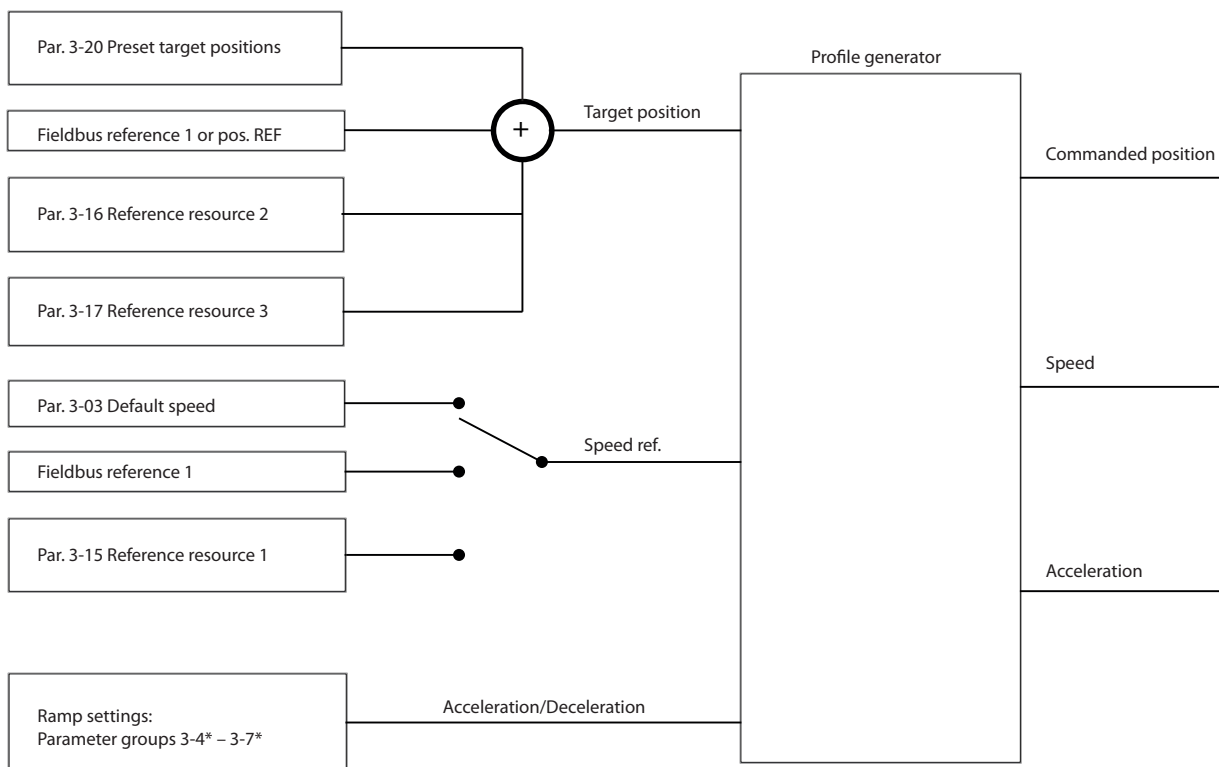 Par. 3-20 Preset target positions
Fieldbus reference 1 or pos. REF
Par. 3-16 Reference resource 2
Par. 3-17 Reference resource 3
+
Target position
Par. 3-03 Default speed
Fieldbus reference 1
Par. 3-15 Reference resource 1
Speed ref.
Ramp settings:
Parameter groups 3-4* – 3-7*
Acceleration/Deceleration
Profile generator
Commanded position
Speed
Acceleration